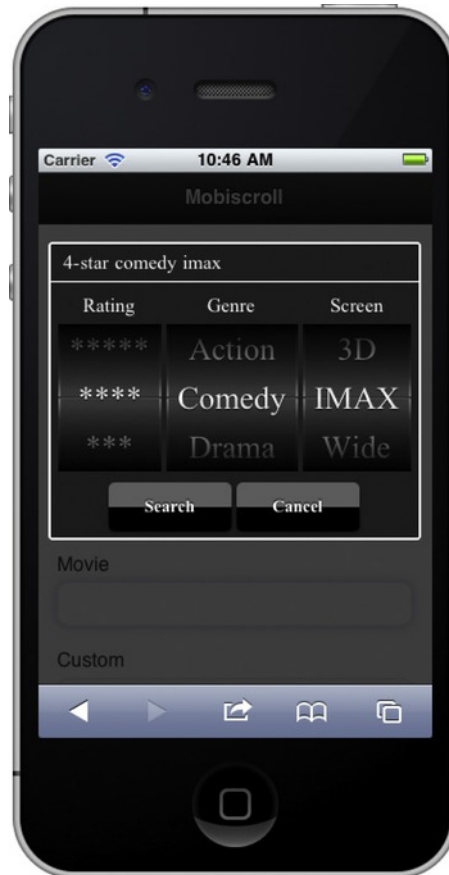 Carrier 10:46 AM
Mobiscroll
4-star comedy imax
Rating Genre Screen
***** Action 3D
**** Comedy IMAX
*** Drama Wide
Search Cancel
Movie
Custom